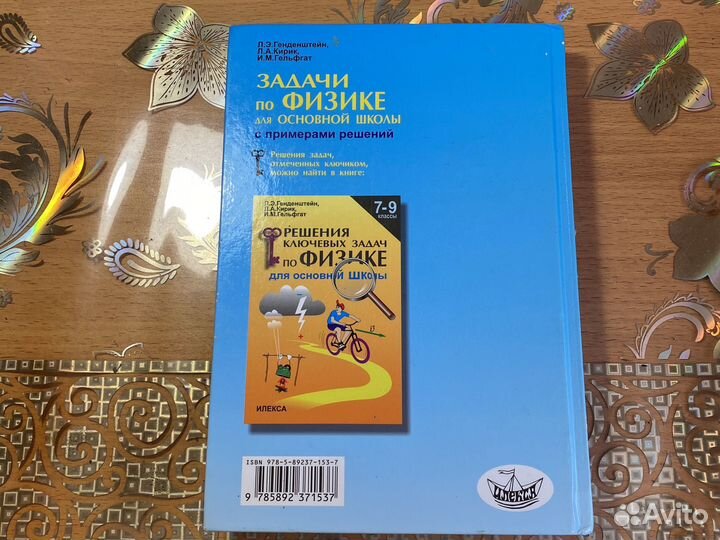 Л.Э.Генденштейн,
Л.А.Кирик,
И.М.Гельфгат
ЗАДАЧИ
по ФИЗИКЕ
для ОСНОВНОЙ ШКОЛЫ
с примерами решений
Решения задач,
отмеченных ключиком,
можно найти в книге:
Л.Э.Генденштейн,
Л.А.Кирик,
И.М.Гельфгат
7-9
классы
РЕШЕНИЯ
КЛЮЧЕВЫХ ЗАДАЧ
по ФИЗИКЕ
для основной школы
ИЛЕКСА
ISBN 978-5-89237-153-7
9 785892 371537
ИЛЕКСА
Avito